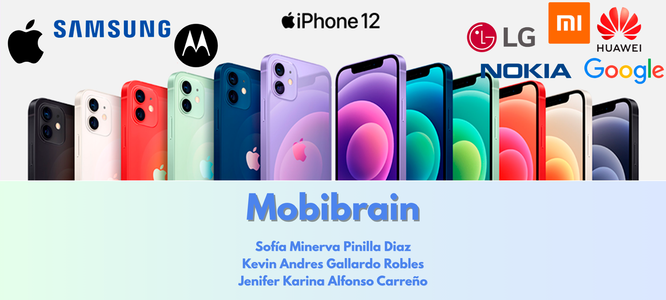 SAMSUNG
iPhone 12
LG
MI
HUAWEI
NOKIA
Google
Mobibrain
Sofía Minerva Pinilla Diaz
Kevin Andres Gallardo Robles
Jenifer Karina Alfonso Carreño